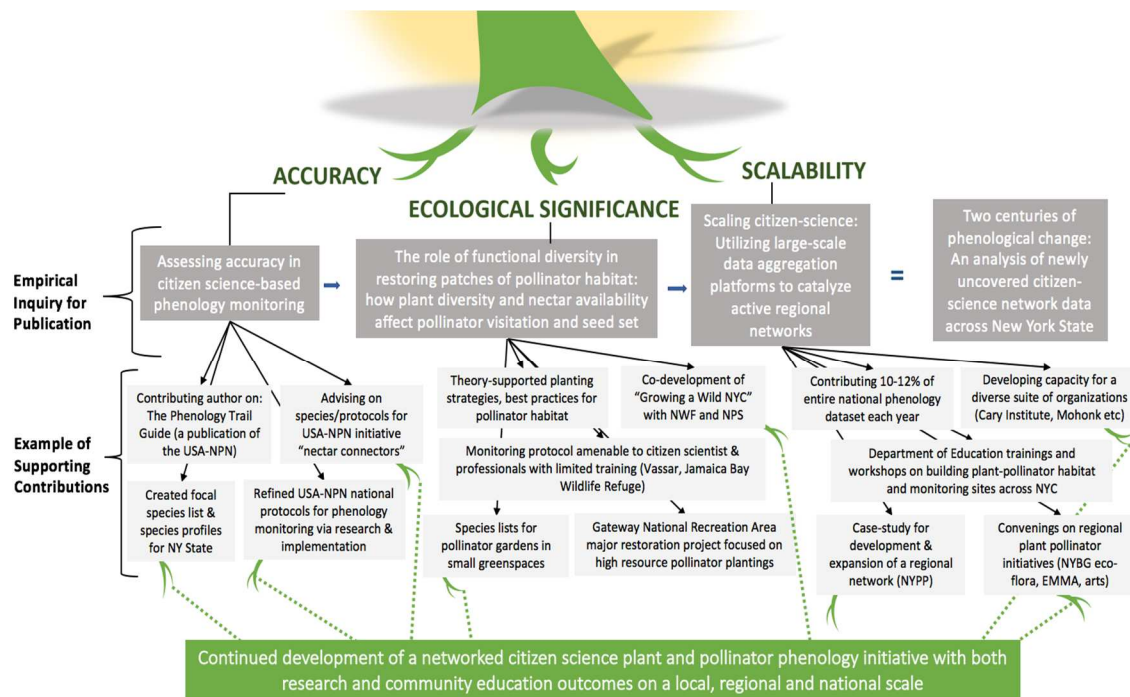 ACCURACY
ECOLOGICAL SIGNIFICANCE
SCALABILITY
Empirical
Inquiry for
Publication
Assessing accuracy in
citizen science-based
phenology monitoring
The role of functional diversity in
restoring patches of pollinator habitat:
how plant diversity and nectar availability
affect pollinator visitation and seed set
Scaling citizen-science:
Utilizing large-scale
data aggregation
platforms to catalyze
active regional
networks
=
Two centuries of
phenological change:
An analysis of newly
uncovered citizen-
science network data
across New York State
Example of
Supporting
Contributions
Contributing author on:
The Phenology Trail
Guide (a publication of
the USA-NPN)
Advising on
species/protocols for
USA-NPN initiative
"nectar connectors"
Created focal
species list &
species profiles
for NY State
Refined USA-NPN national
protocols for phenology
monitoring via research &
implementation
Theory-supported planting
strategies, best practices for
pollinator habitat
Co-development of
"Growing a Wild NYC"
with NWF and NPS
Monitoring protocol amenable to citizen scientist &
professionals with limited training (Vassar, Jamaica Bay
Wildlife Refuge)
Species lists for
pollinator gardens in
small greenspaces
Gateway National Recreation Area
major restoration project focused on
high resource pollinator plantings
Contributing 10-12% of
entire national phenology
dataset each year
Developing capacity for a
diverse suite of organizations
(Cary Institute, Mohonk etc)
Department of Education trainings and
workshops on building plant-pollinator habitat
and monitoring sites across NYC
Case-study for
development &
expansion of a regional
network (NYPP)
Convenings on regional
plant pollinator
initiatives (NYBG eco-
flora, EMMA, arts)
Continued development of a networked citizen science plant and pollinator phenology initiative with both
research and community education outcomes on a local, regional and national scale